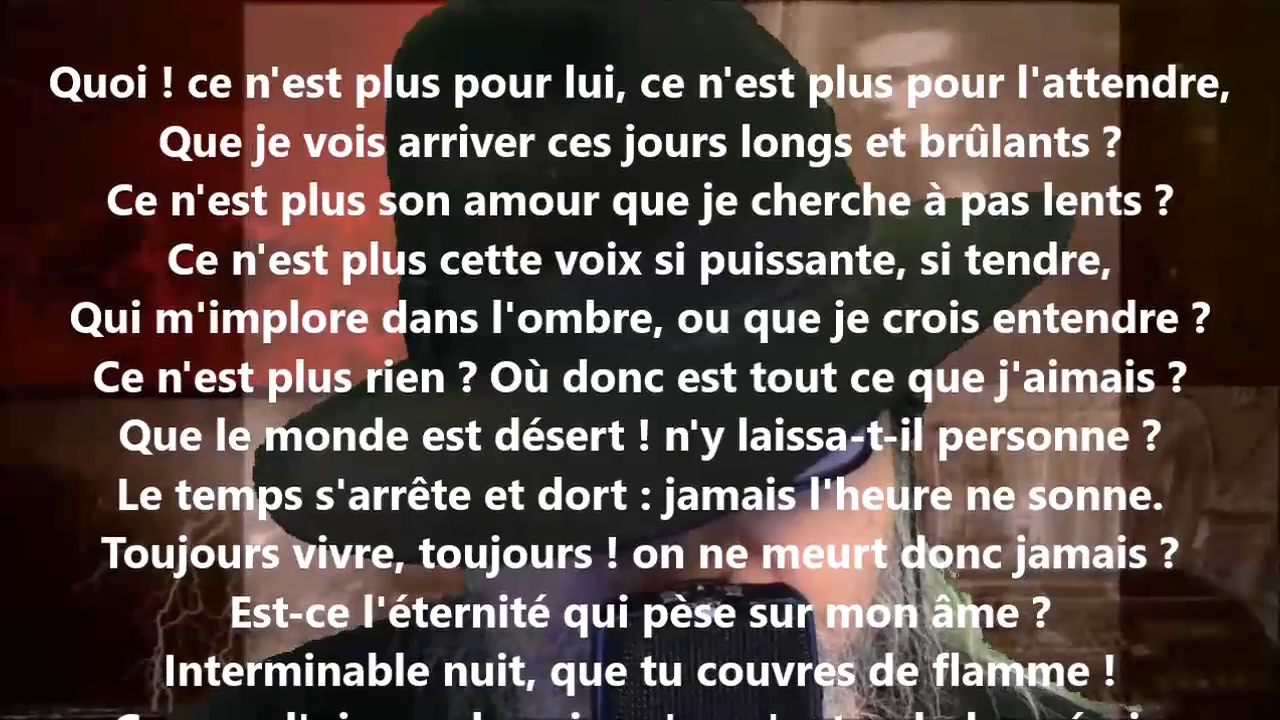 Quoi ! ce n'est plus pour lui, ce n'est plus pour l'attendre,
Que je vois arriver ces jours longs et brûlants ?
Ce n'est plus son amour que je cherche à pas lents ?
Ce n'est plus cette voix si puissante, si tendre,
Qui m'implore dans l'ombre, ou que je crois entendre ?
Ce n'est plus rien ? Où donc est tout ce que j'aimais ?
Que le monde est désert ! n'y laissa-t-il personne ?
Le temps s'arrête et dort : jamais l'heure ne sonne.
Toujours vivre, toujours ! on ne meurt donc jamais ?
Est-ce l'éternité qui pèse sur mon âme ?
Interminable nuit, que tu couvres de flamme !